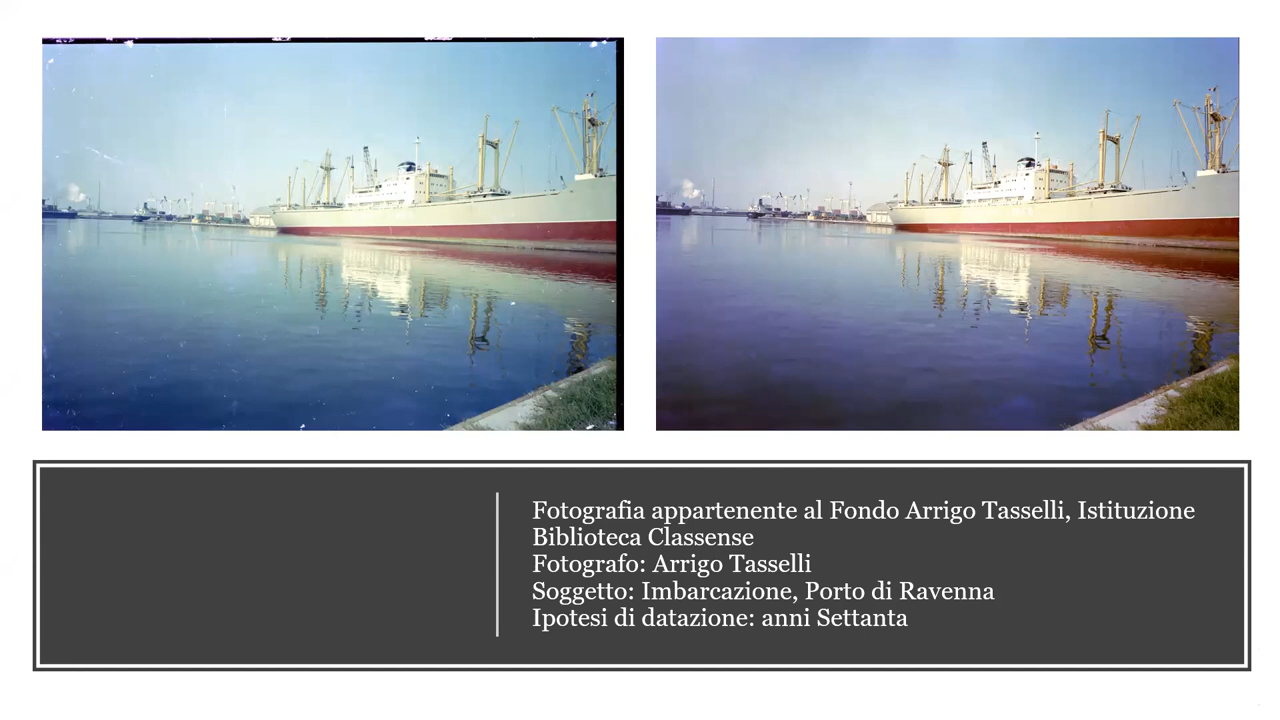 Fotografia appartenente al Fondo Arrigo Tasselli, Istituzione
Biblioteca Classense
Fotografo: Arrigo Tasselli
Soggetto: Imbarcazione, Porto di Ravenna
Ipotesi di datazione: anni Settanta